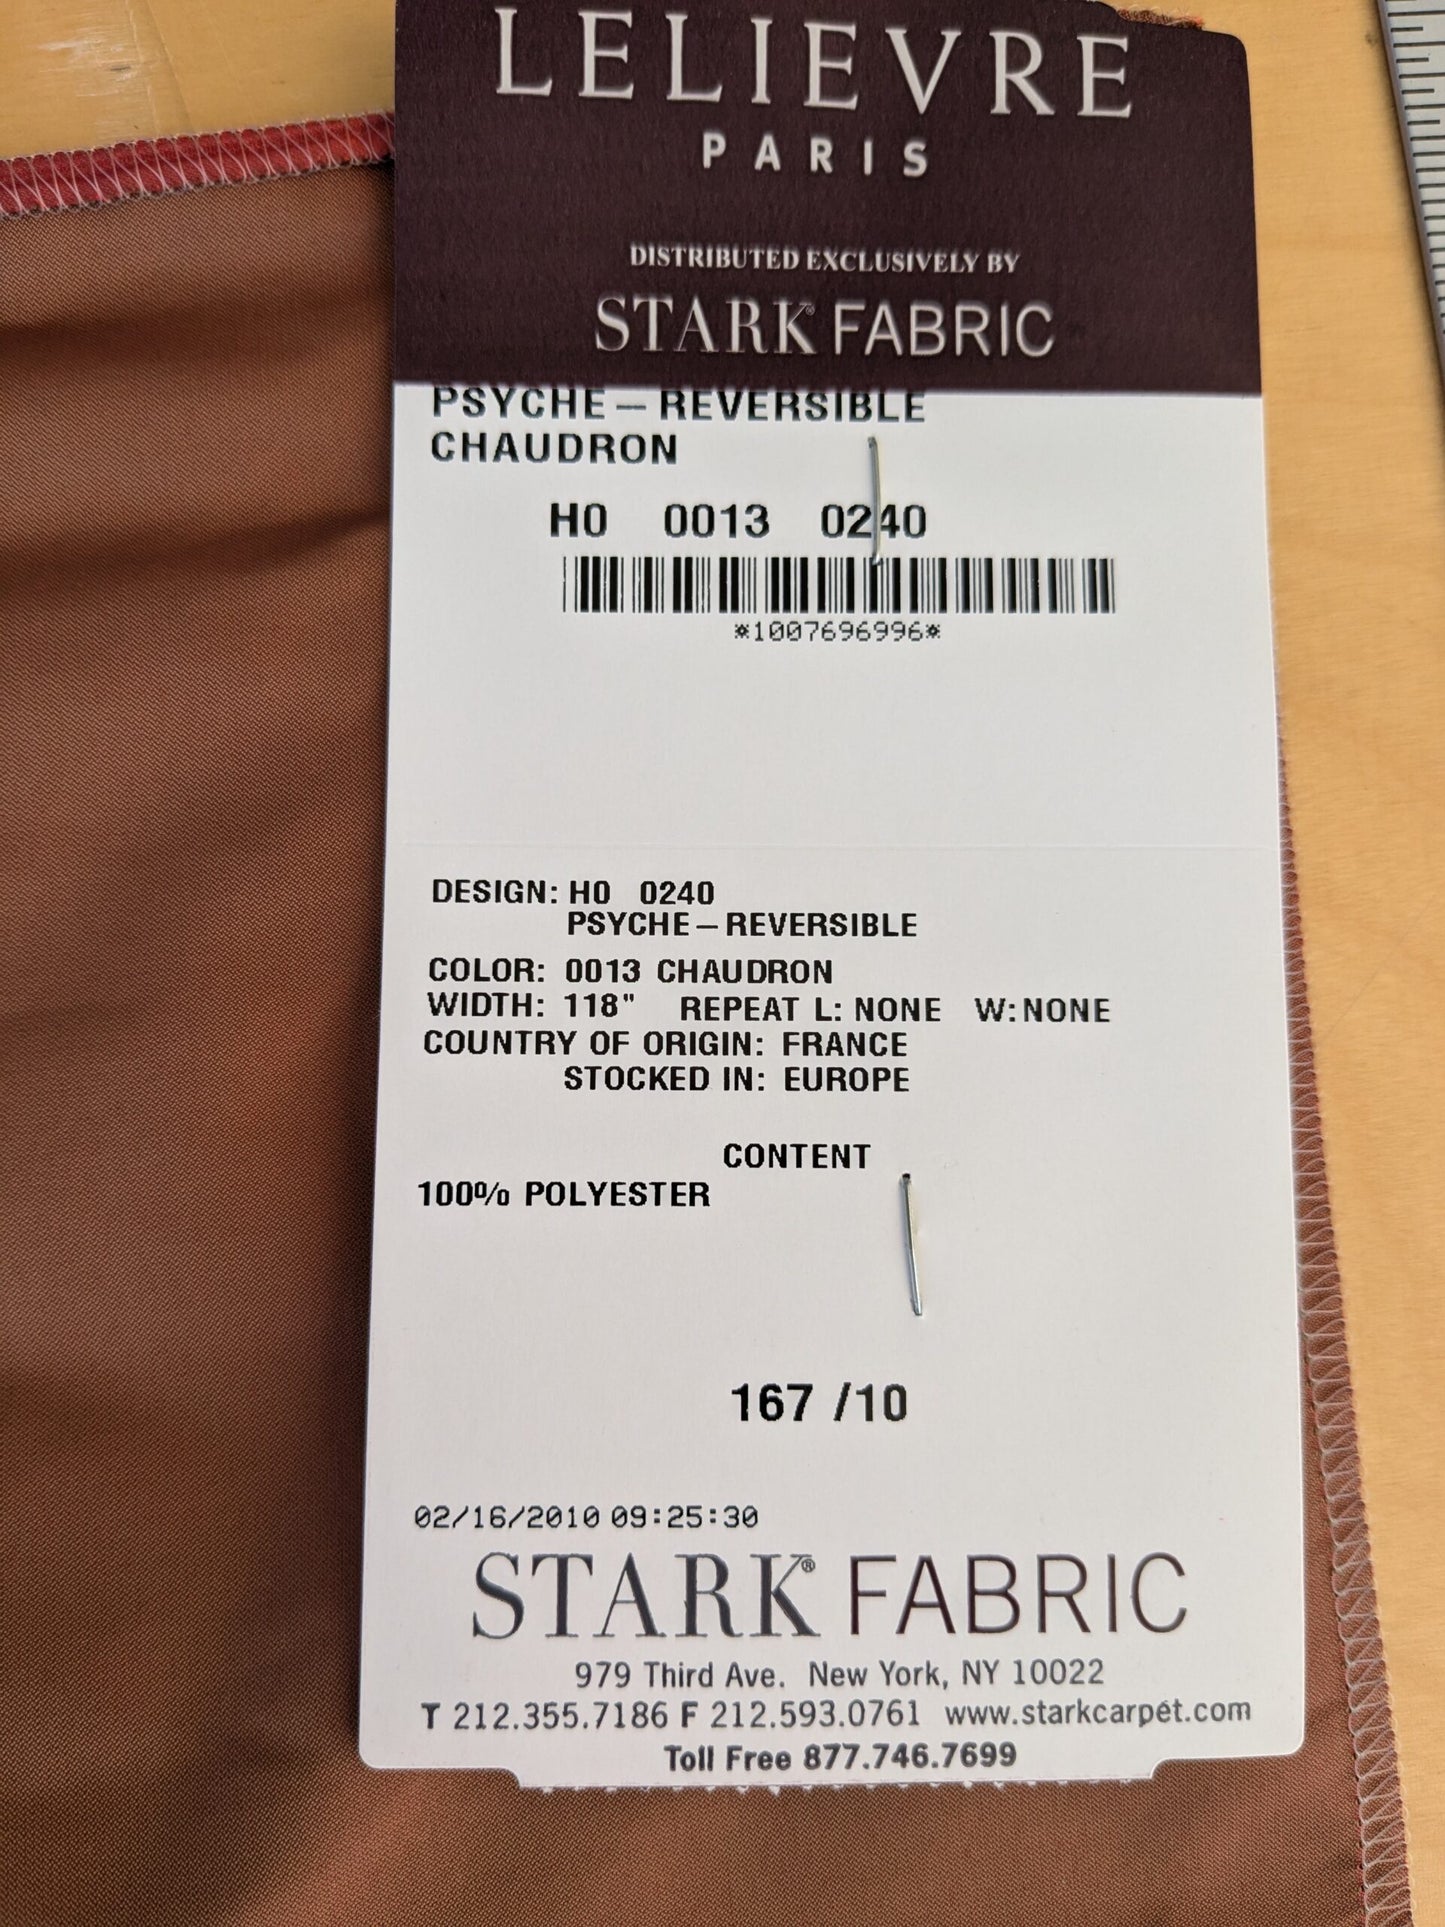 LELIEVRE
PARIS
DISTRIBUTED EXCLUSIVELY BY
STARK® FABRIC
PSYCHE — REVERSIBLE
CHAUDRON
H0 0013 0240
*1007696996*
DESIGN: H0 0240
PSYCHE — REVERSIBLE
COLOR: 0013 CHAUDRON
WIDTH: 118" REPEAT L: NONE W: NONE
COUNTRY OF ORIGIN: FRANCE
STOCKED IN: EUROPE
CONTENT
100% POLYESTER
167 /10
02/16/2010 09:25:30
STARK® FABRIC
979 Third Ave. New York, NY 10022
T 212.355.7186 F 212.593.0761 www.starkcarpet.com
Toll Free 877.746.7699